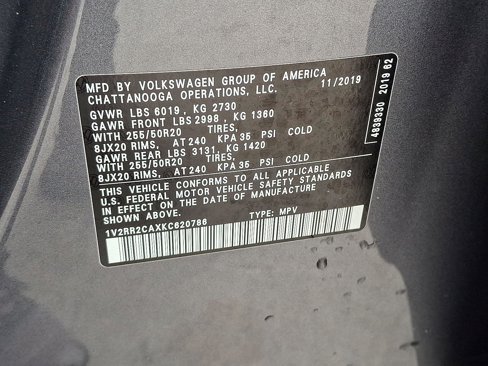 MFD BY VOLKSWAGEN GROUP OF AMERICA
CHATTANOOGA OPERATIONS, LLC. 11/2019
GVWR LBS 6019 , KG 2730
GAWR FRONT LBS 2998 , KG 1360
WITH 255/50R20 TIRES,
8JX20 RIMS, AT 240 KPA 35 PSI COLD
GAWR REAR LBS 3131, KG 1420
WITH 255/50R20 TIRES,
8JX20 RIMS, AT 240 KPA 35 PSI COLD
THIS VEHICLE CONFORMS TO ALL APPLICABLE
U.S. FEDERAL MOTOR VEHICLE SAFETY STANDARDS
IN EFFECT ON THE DATE OF MANUFACTURE
SHOWN ABOVE.
1V2RR2CAXKC620786 TYPE: MPV
4839330 2019 62